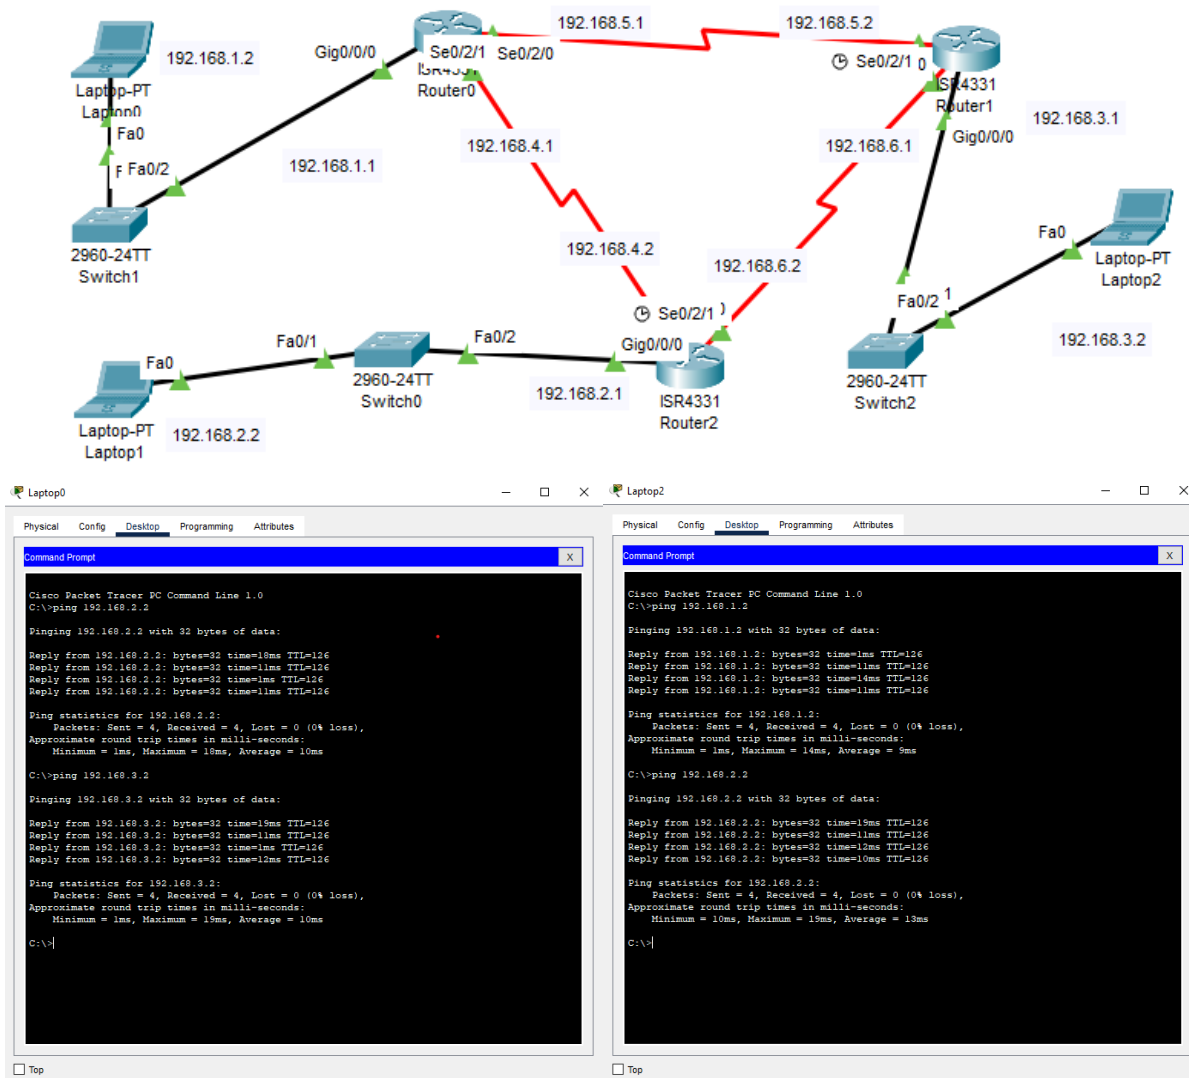 192.168.5.1
192.168.5.2
192.168.1.2
Gig0/0/0
Se0/2/1
Se0/2/0
Se0/2/1
0
Laptop-PT
Laptop0
ISR4331
Router0
ISR4331
Router1
192.168.3.1
Fa0
Fa0/2
192.168.1.1
192.168.4.1
192.168.6.1
Gig0/0/0
2960-24TT
Switch1
192.168.4.2
192.168.6.2
Fa0
Laptop-PT
Laptop2
Se0/2/1
Fa0/2
1
Fa0/1
Fa0/2
Gig0/0/0
192.168.3.2
Fa0
2960-24TT
Switch0
192.168.2.1
ISR4331
Router2
2960-24TT
Switch2
Laptop-PT
Laptop1
192.168.2.2
Laptop0
Physical Config Desktop Programming Attributes
Command Prompt
X
Cisco Packet Tracer PC Command Line 1.0
C:\>ping 192.168.2.2
Pinging 192.168.2.2 with 32 bytes of data:
Reply from 192.168.2.2: bytes=32 time=18ms TTL=126
Reply from 192.168.2.2: bytes=32 time=11ms TTL=126
Reply from 192.168.2.2: bytes=32 time=1ms TTL=126
Reply from 192.168.2.2: bytes=32 time=11ms TTL=126
Ping statistics for 192.168.2.2:
Packets: Sent = 4, Received = 4, Lost = 0 (0% loss),
Approximate round trip times in milli-seconds:
Minimum = 1ms, Maximum = 18ms, Average = 10ms
C:\>ping 192.168.3.2
Pinging 192.168.3.2 with 32 bytes of data:
Reply from 192.168.3.2: bytes=32 time=19ms TTL=126
Reply from 192.168.3.2: bytes=32 time=11ms TTL=126
Reply from 192.168.3.2: bytes=32 time=1ms TTL=126
Reply from 192.168.3.2: bytes=32 time=12ms TTL=126
Ping statistics for 192.168.3.2:
Packets: Sent = 4, Received = 4, Lost = 0 (0% loss),
Approximate round trip times in milli-seconds:
Minimum = 1ms, Maximum = 19ms, Average = 10ms
C:\>
Top
Laptop2
Physical Config Desktop Programming Attributes
Command Prompt
X
Cisco Packet Tracer PC Command Line 1.0
C:\>ping 192.168.1.2
Pinging 192.168.1.2 with 32 bytes of data:
Reply from 192.168.1.2: bytes=32 time=1ms TTL=126
Reply from 192.168.1.2: bytes=32 time=11ms TTL=126
Reply from 192.168.1.2: bytes=32 time=14ms TTL=126
Reply from 192.168.1.2: bytes=32 time=11ms TTL=126
Ping statistics for 192.168.1.2:
Packets: Sent = 4, Received = 4, Lost = 0 (0% loss),
Approximate round trip times in milli-seconds:
Minimum = 1ms, Maximum = 14ms, Average = 9ms
C:\>ping 192.168.2.2
Pinging 192.168.2.2 with 32 bytes of data:
Reply from 192.168.2.2: bytes=32 time=19ms TTL=126
Reply from 192.168.2.2: bytes=32 time=11ms TTL=126
Reply from 192.168.2.2: bytes=32 time=12ms TTL=126
Reply from 192.168.2.2: bytes=32 time=10ms TTL=126
Ping statistics for 192.168.2.2:
Packets: Sent = 4, Received = 4, Lost = 0 (0% loss),
Approximate round trip times in milli-seconds:
Minimum = 10ms, Maximum = 19ms, Average = 13ms
C:\>
Top